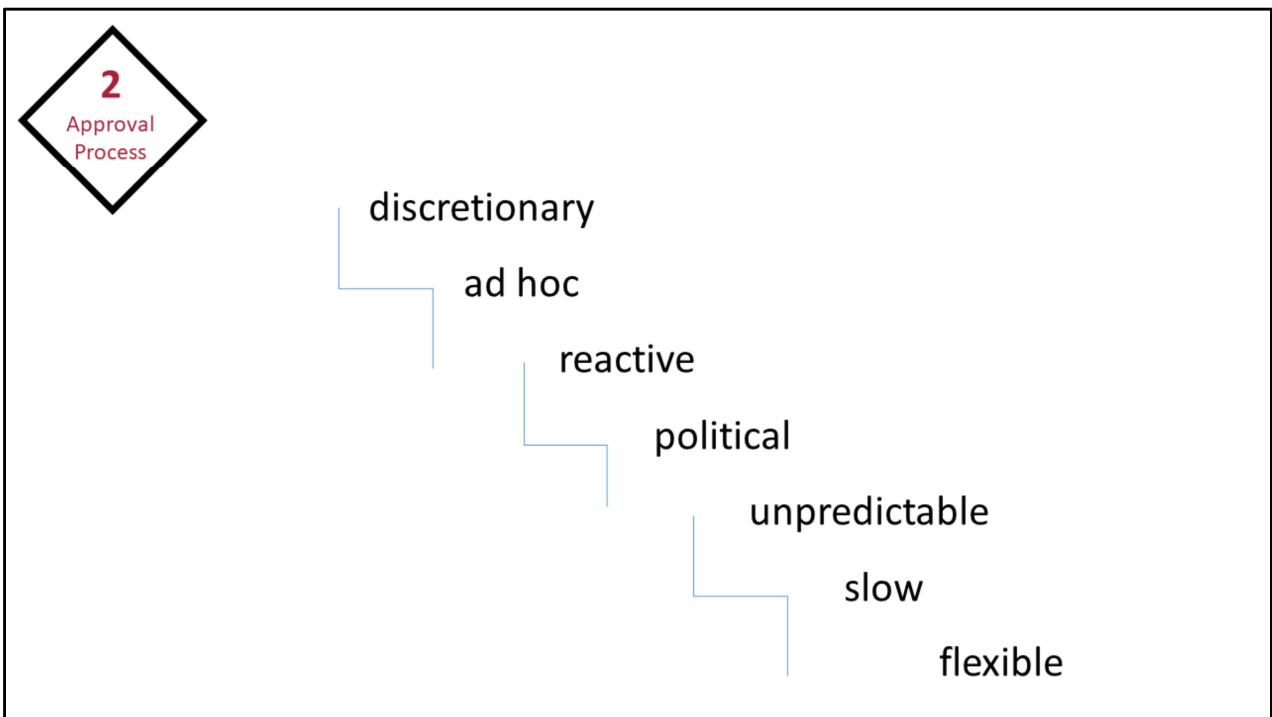 2
Approval
Process
discretionary
ad hoc
reactive
political
unpredictable
slow
flexible